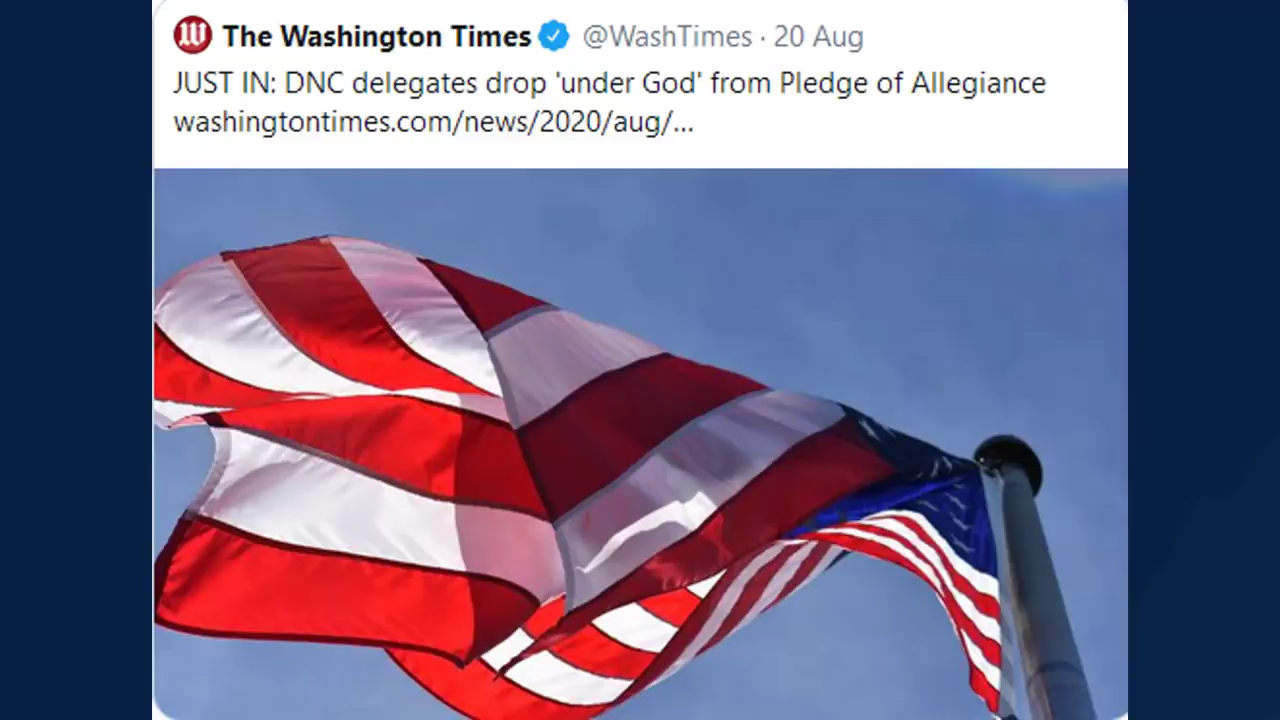 The Washington Times @WashTimes · 20 Aug
JUST IN: DNC delegates drop 'under God' from Pledge of Allegiance
washingtontimes.com/news/2020/aug/...